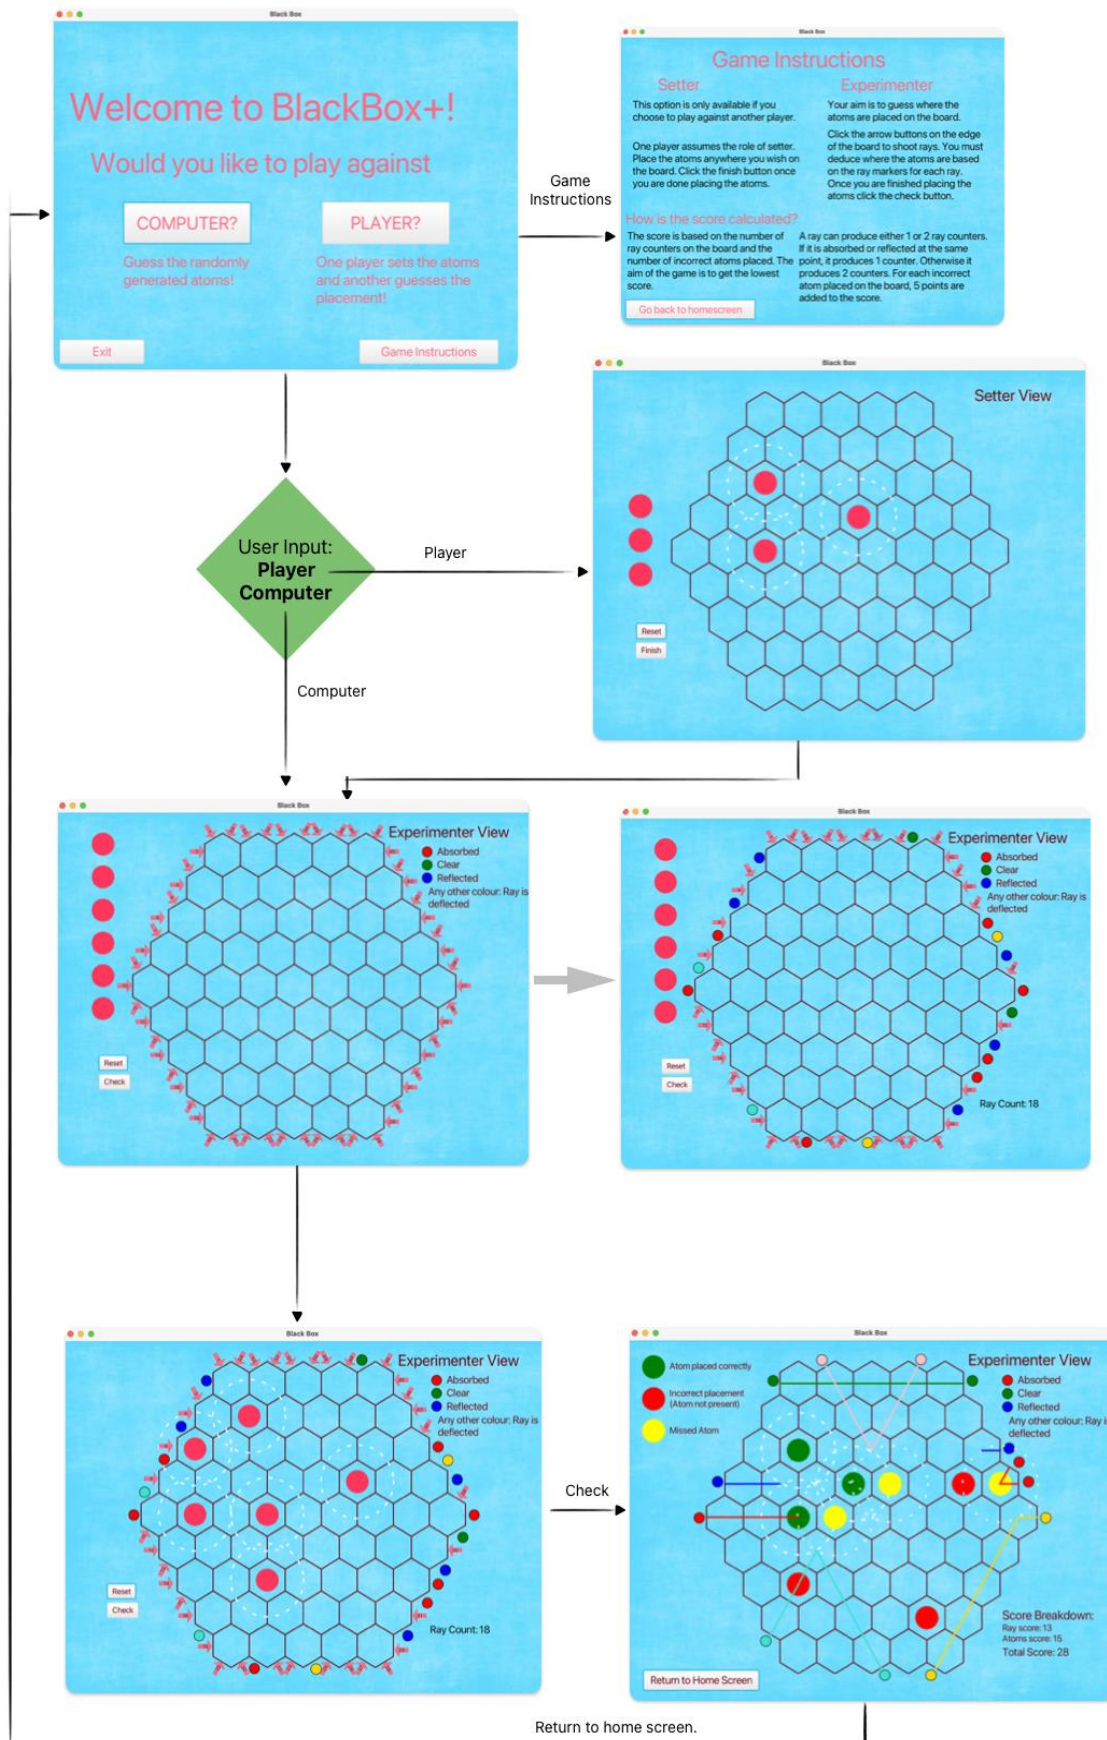 Black Box
Welcome to BlackBox+!
Would you like to play against
COMPUTER?
PLAYER?
Guess the randomly
generated atoms!
One player sets the atoms
and another guesses the
placement!
Exit
Game Instructions
Game
Instructions
Black Box
Game Instructions
Setter
This option is only available if you
choose to play against another player.
One player assumes the role of setter.
Place the atoms anywhere you wish on
the board. Click the finish button once
you are done placing the atoms.
Experimenter
Your aim is to guess where the
atoms are placed on the board.
Click the arrow buttons on the edge
of the board to shoot rays. You must
deduce where the atoms are based
on the ray markers for each ray.
Once you are finished placing the
atoms click the check button.
How is the score calculated?
The score is based on the number of
ray counters on the board and the
number of incorrect atoms placed. The
aim of the game is to get the lowest
score.
A ray can produce either 1 or 2 ray counters.
If it is absorbed or reflected at the same
point, it produces 1 counter. Otherwise it
produces 2 counters. For each incorrect
atom placed on the board, 5 points are
added to the score.
Go back to homescreen
User Input:
Player
Computer
Player
Computer
Black Box
Setter View
Reset
Finish
Black Box
Experimenter View
Absorbed
Clear
Reflected
Any other colour: Ray is
deflected
Reset
Check
Black Box
Experimenter View
Absorbed
Clear
Reflected
Any other colour: Ray is
deflected
Reset
Check
Ray Count: 18
Black Box
Experimenter View
Absorbed
Clear
Reflected
Any other colour: Ray is
deflected
Reset
Check
Ray Count: 18
Check
Black Box
Atom placed correctly
Incorrect placement
(Atom not present)
Missed Atom
Experimenter View
Absorbed
Clear
Reflected
Any other colour: Ray i
deflected
Score Breakdown:
Ray score: 13
Atoms score: 15
Total Score: 28
Return to Home Screen
Return to home screen.